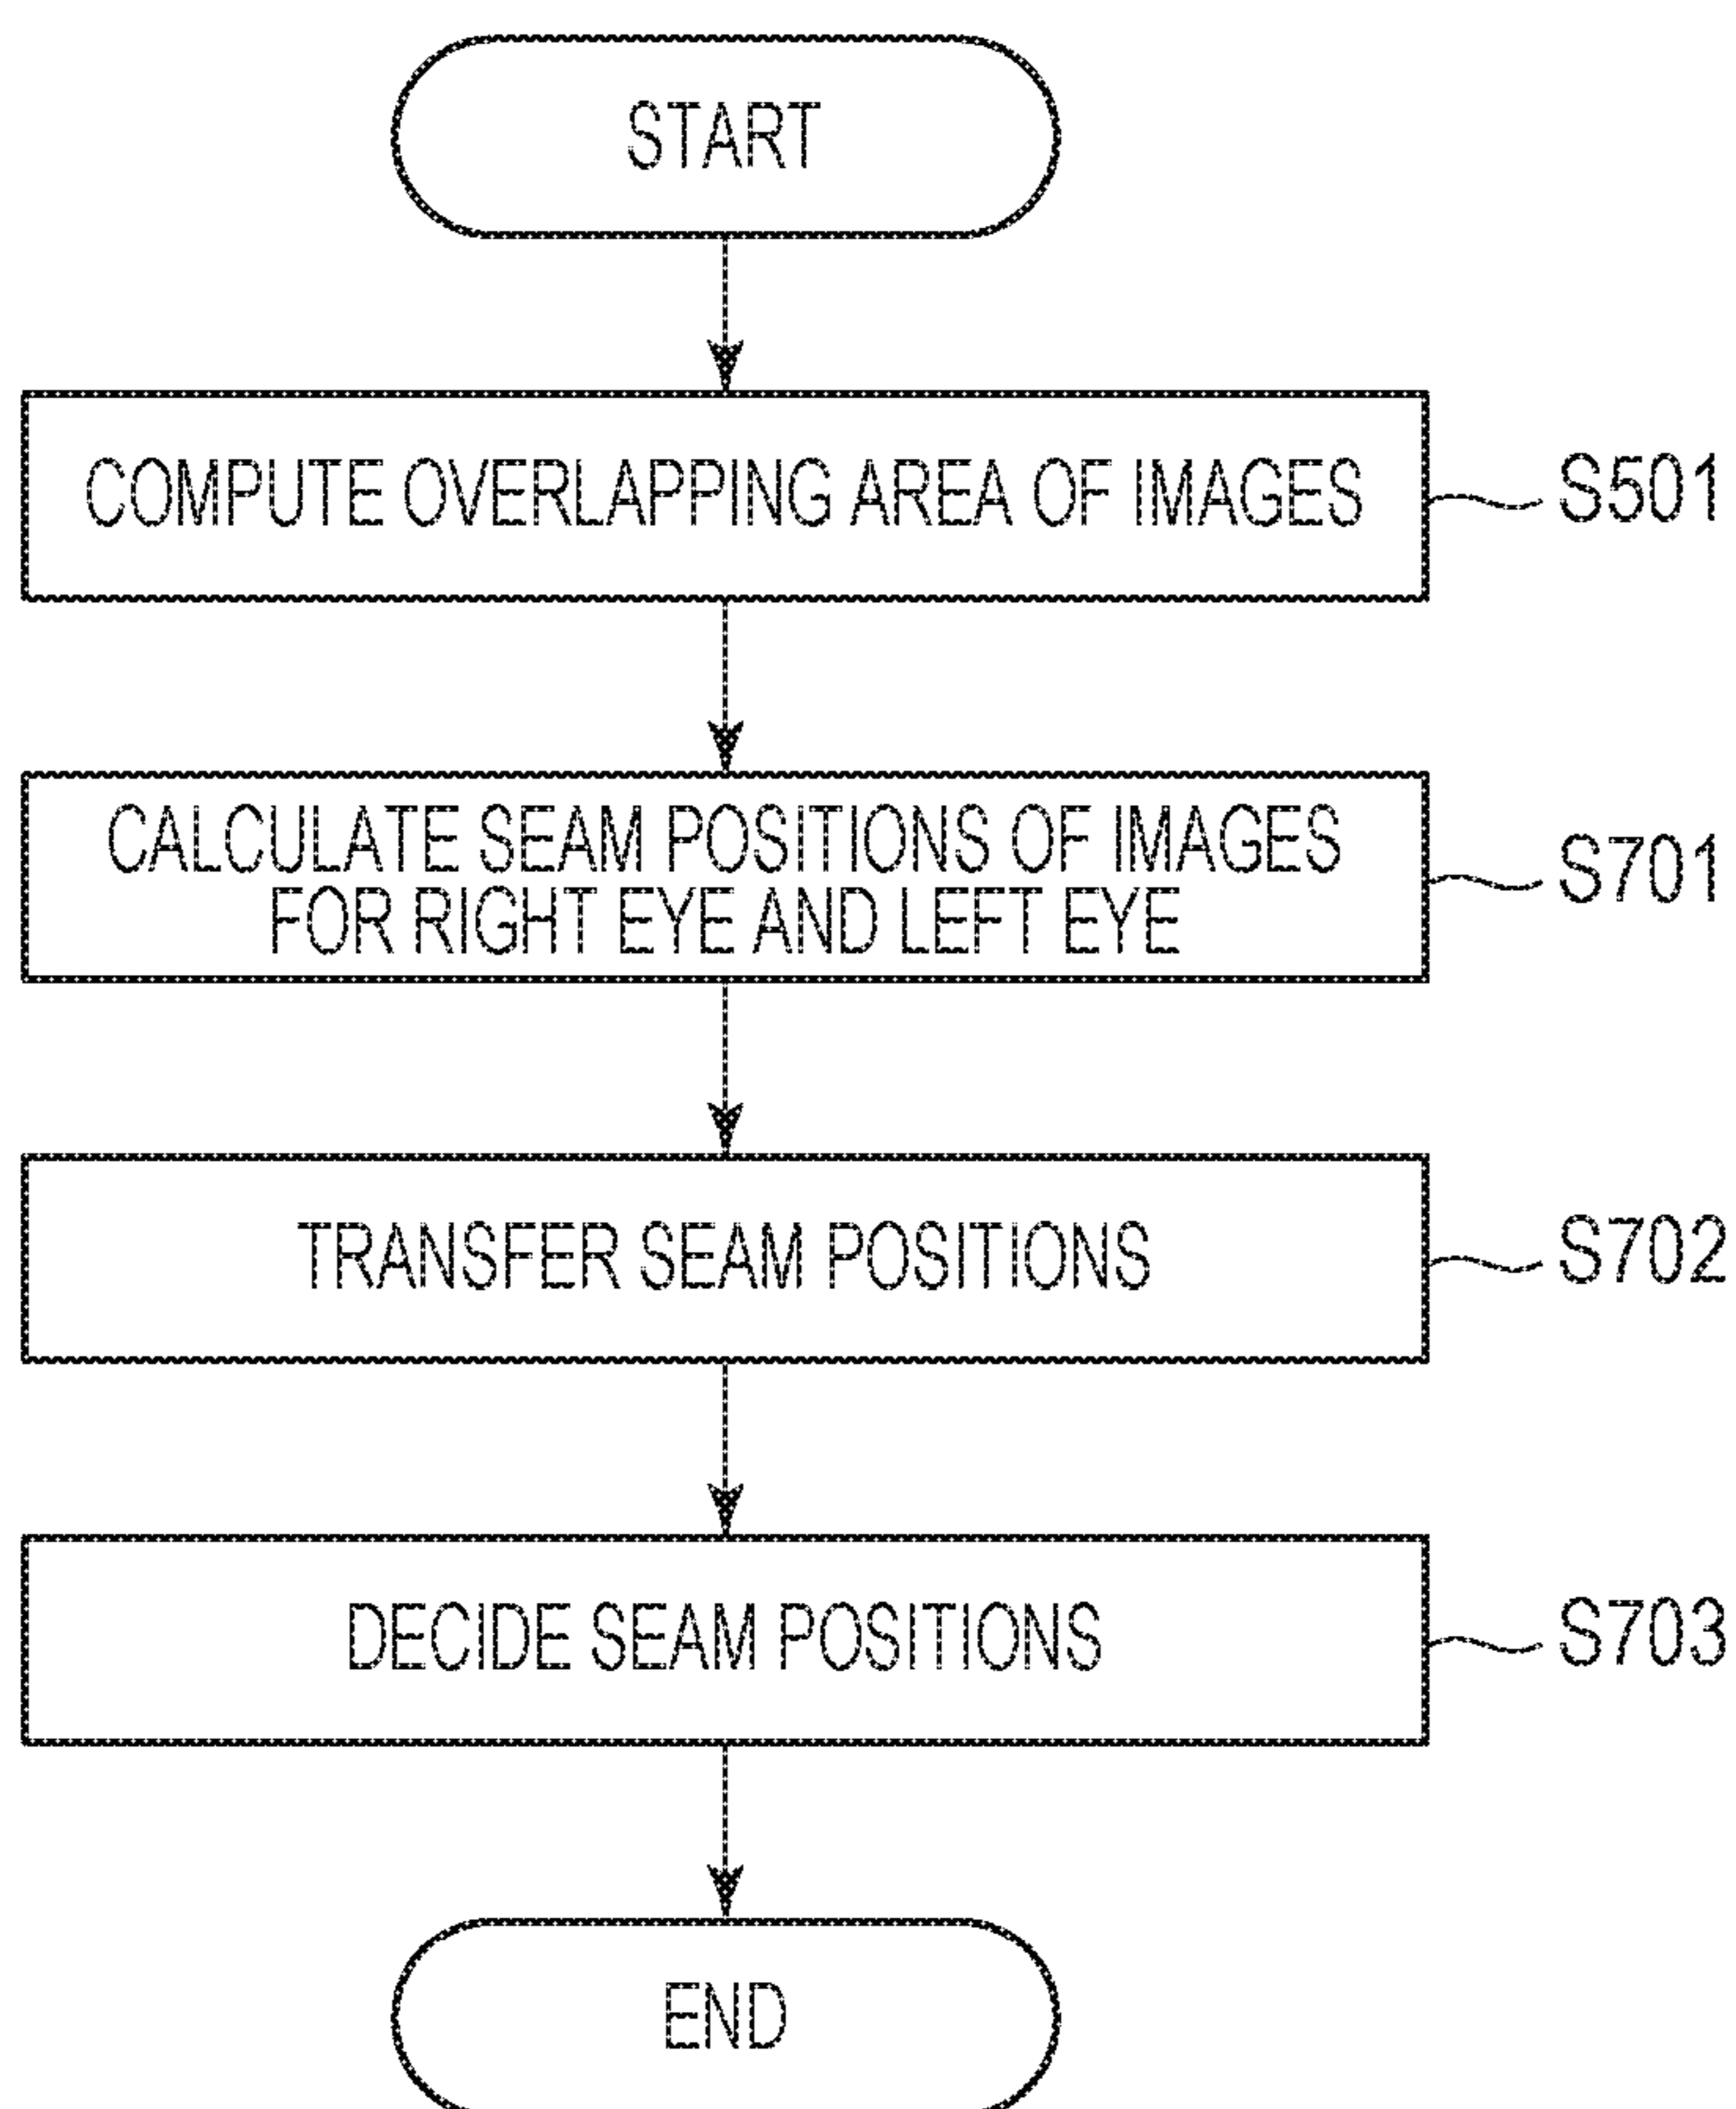 START
COMPUTE OVERLAPPING AREA OF IMAGES
S501
CALCULATE SEAM POSITIONS OF IMAGES
FOR RIGHT EYE AND LEFT EYE
S701
TRANSFER SEAM POSITIONS
S702
DECIDE SEAM POSITIONS
S703
END